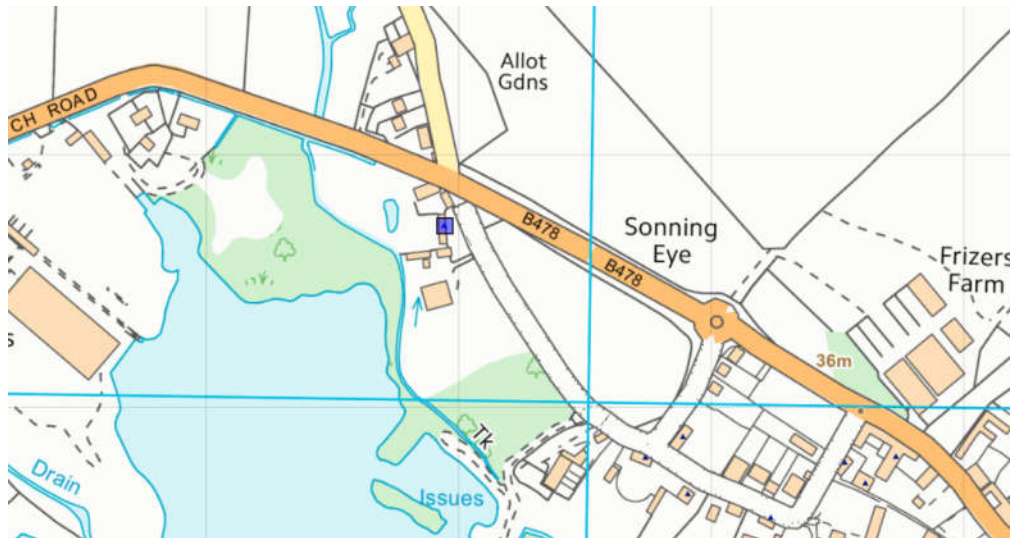 Allot
Gdns
CH ROAD
B478
Sonning
Eye
B478
Frizers
Farm
36m
s
Tk
Drain
Issues